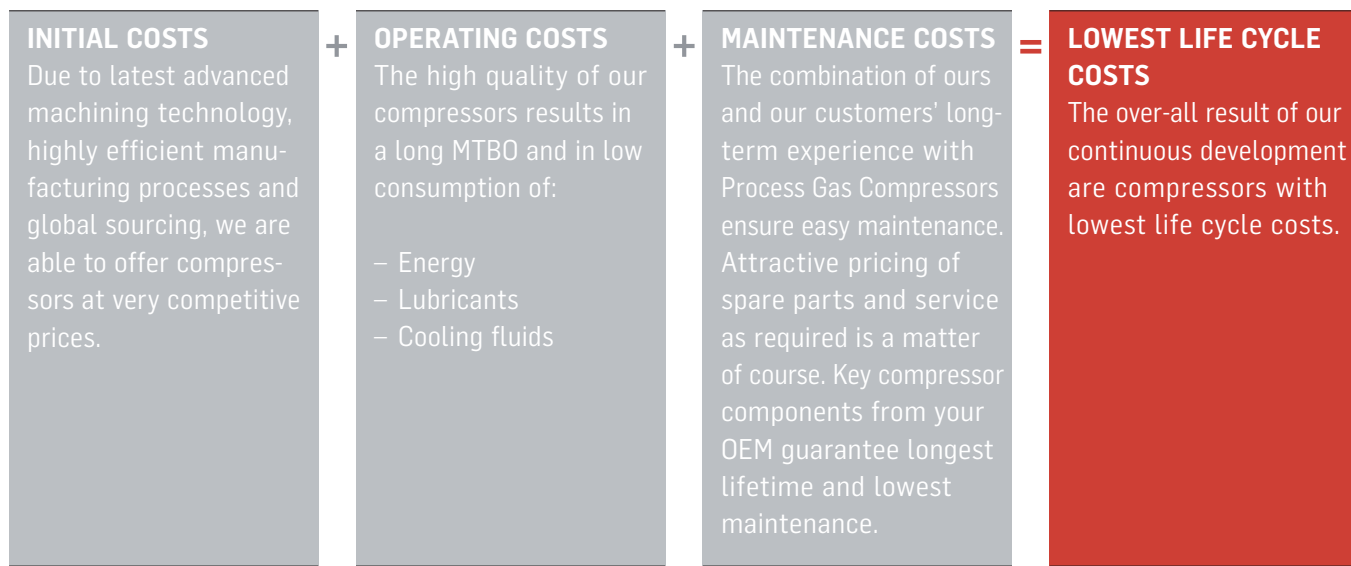 INITIAL COSTS
Due to latest advanced
machining technology,
highly efficient manu-
facturing processes and
global sourcing, we are
able to offer compres-
sors at very competitive
prices.
+
OPERATING COSTS
The high quality of our
compressors results in
a long MTBO and in low
consumption of:
– Energy
– Lubricants
– Cooling fluids
+
MAINTENANCE COSTS
The combination of ours
and our customers’ long-
term experience with
Process Gas Compressors
ensure easy maintenance.
Attractive pricing of
spare parts and service
as required is a matter
of course. Key compressor
components from your
OEM guarantee longest
lifetime and lowest
maintenance.
=
LOWEST LIFE CYCLE
COSTS
The over-all result of our
continuous development
are compressors with
lowest life cycle costs.